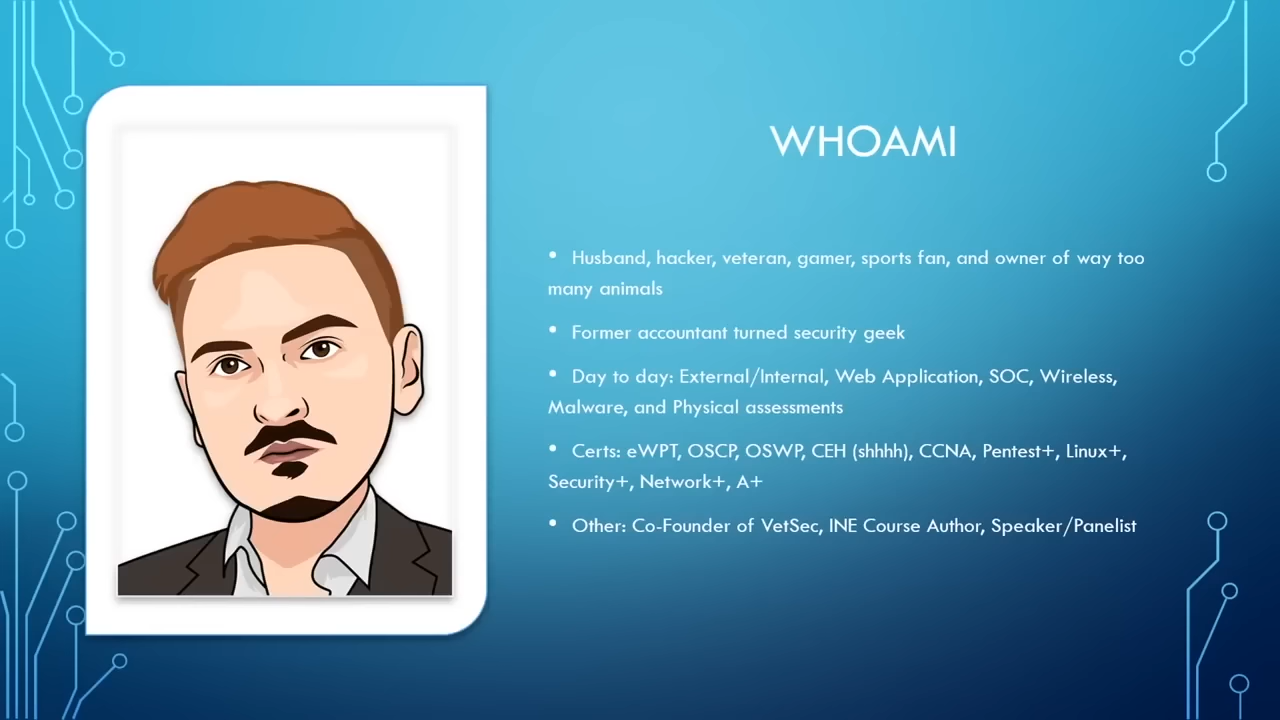 WHOAMI
• Husband, hacker, veteran, gamer, sports fan, and owner of way too
many animals
• Former accountant turned security geek
• Day to day: External/Internal, Web Application, SOC, Wireless,
Malware, and Physical assessments
• Certs: eWPT, OSCP, OSWP, CEH (shhhh), CCNA, Pentest+, Linux+,
Security+, Network+, A+
• Other: Co-Founder of VetSec, INE Course Author, Speaker/Panelist